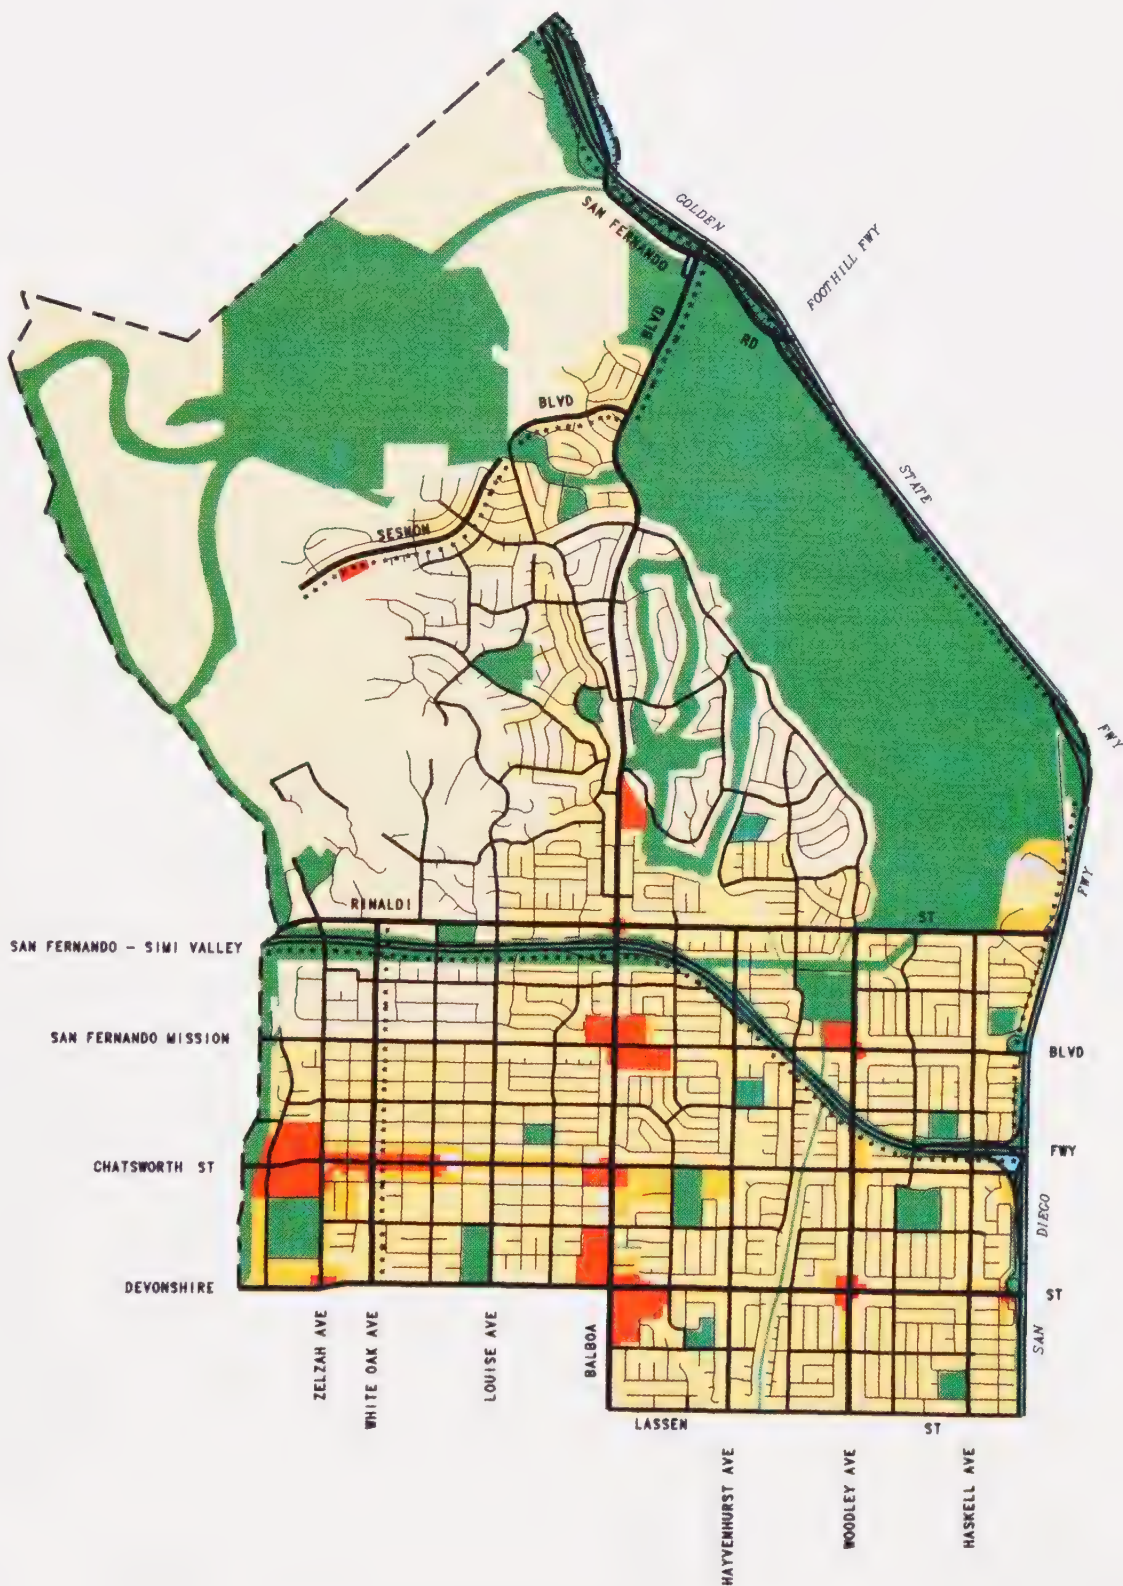 GOLDEN
SAN FERNANDO
FOOTHILL FWY
BLVD
RD
BLVD
STATE
SESNON
FWY
FWY
RINALDI
ST
SAN FERNANDO - SIMI VALLEY
SAN FERNANDO MISSION
BLVD
FWY
CHATSWORTH ST
DIEGO
DEVONSHIRE
ST
SAN
ZELZAH AVE
WHITE OAK AVE
LOUISE AVE
BALBOA
LASSEN
ST
HAYVENHURST AVE
WOODLEY AVE
HASKELL AVE